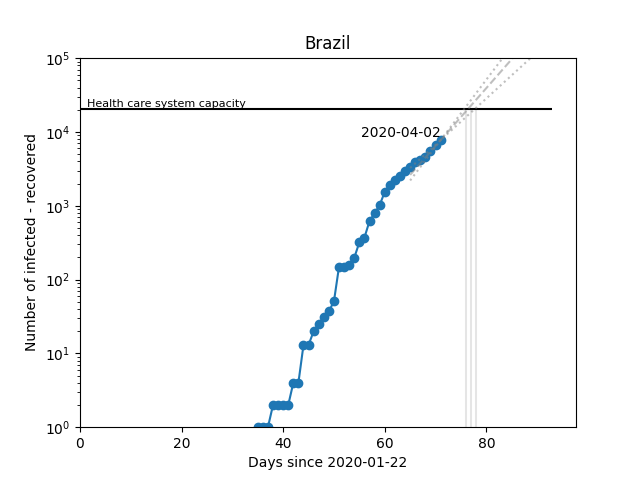 Brazil
10^5
Health care system capacity
2020-04-02
10^4
10^3
10^2
10^1
10^0
Number of infected - recovered
0 20 40 60 80
Days since 2020-01-22